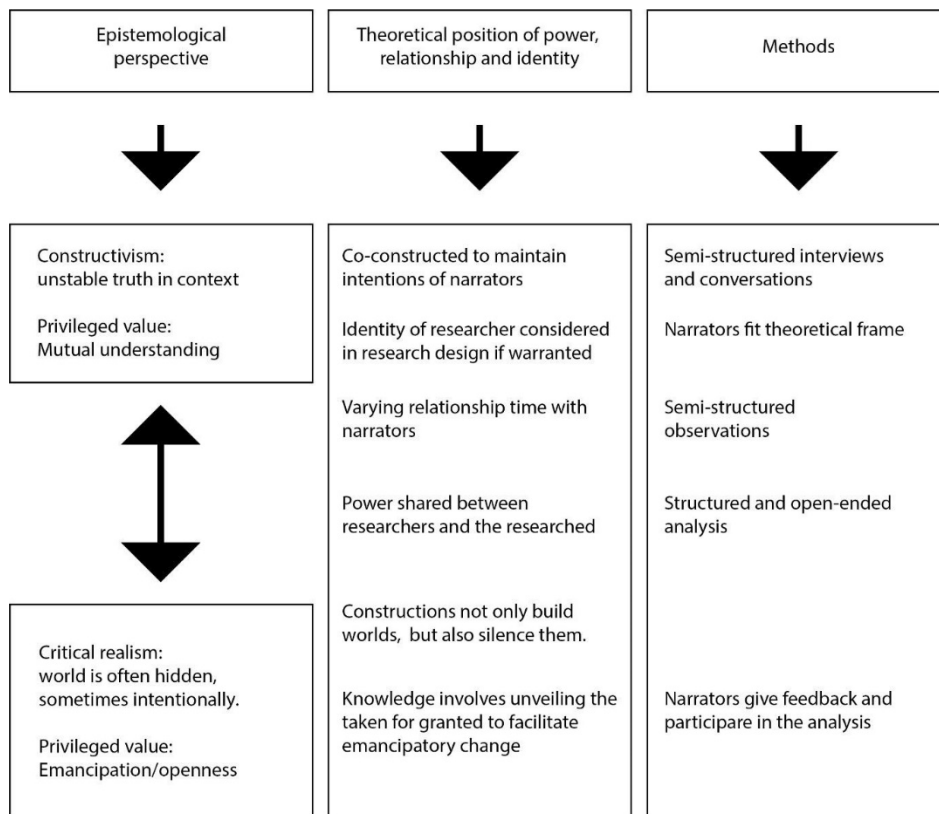 Epistemological
perspective
Theoretical position of power,
relationship and identity
Methods
Constructivism:
unstable truth in context
Privileged value:
Mutual understanding
Critical realism:
world is often hidden,
sometimes intentionally.
Privileged value:
Emancipation/openness
Co-constructed to maintain
intentions of narrators
Identity of researcher considered
in research design if warranted
Varying relationship time with
narrators
Power shared between
researchers and the researched
Constructions not only build
worlds, but also silence them.
Knowledge involves unveiling the
taken for granted to facilitate
emancipatory change
Semi-structured interviews
and conversations
Narrators fit theoretical frame
Semi-structured
observations
Structured and open-ended
analysis
Narrators give feedback and
participare in the analysis